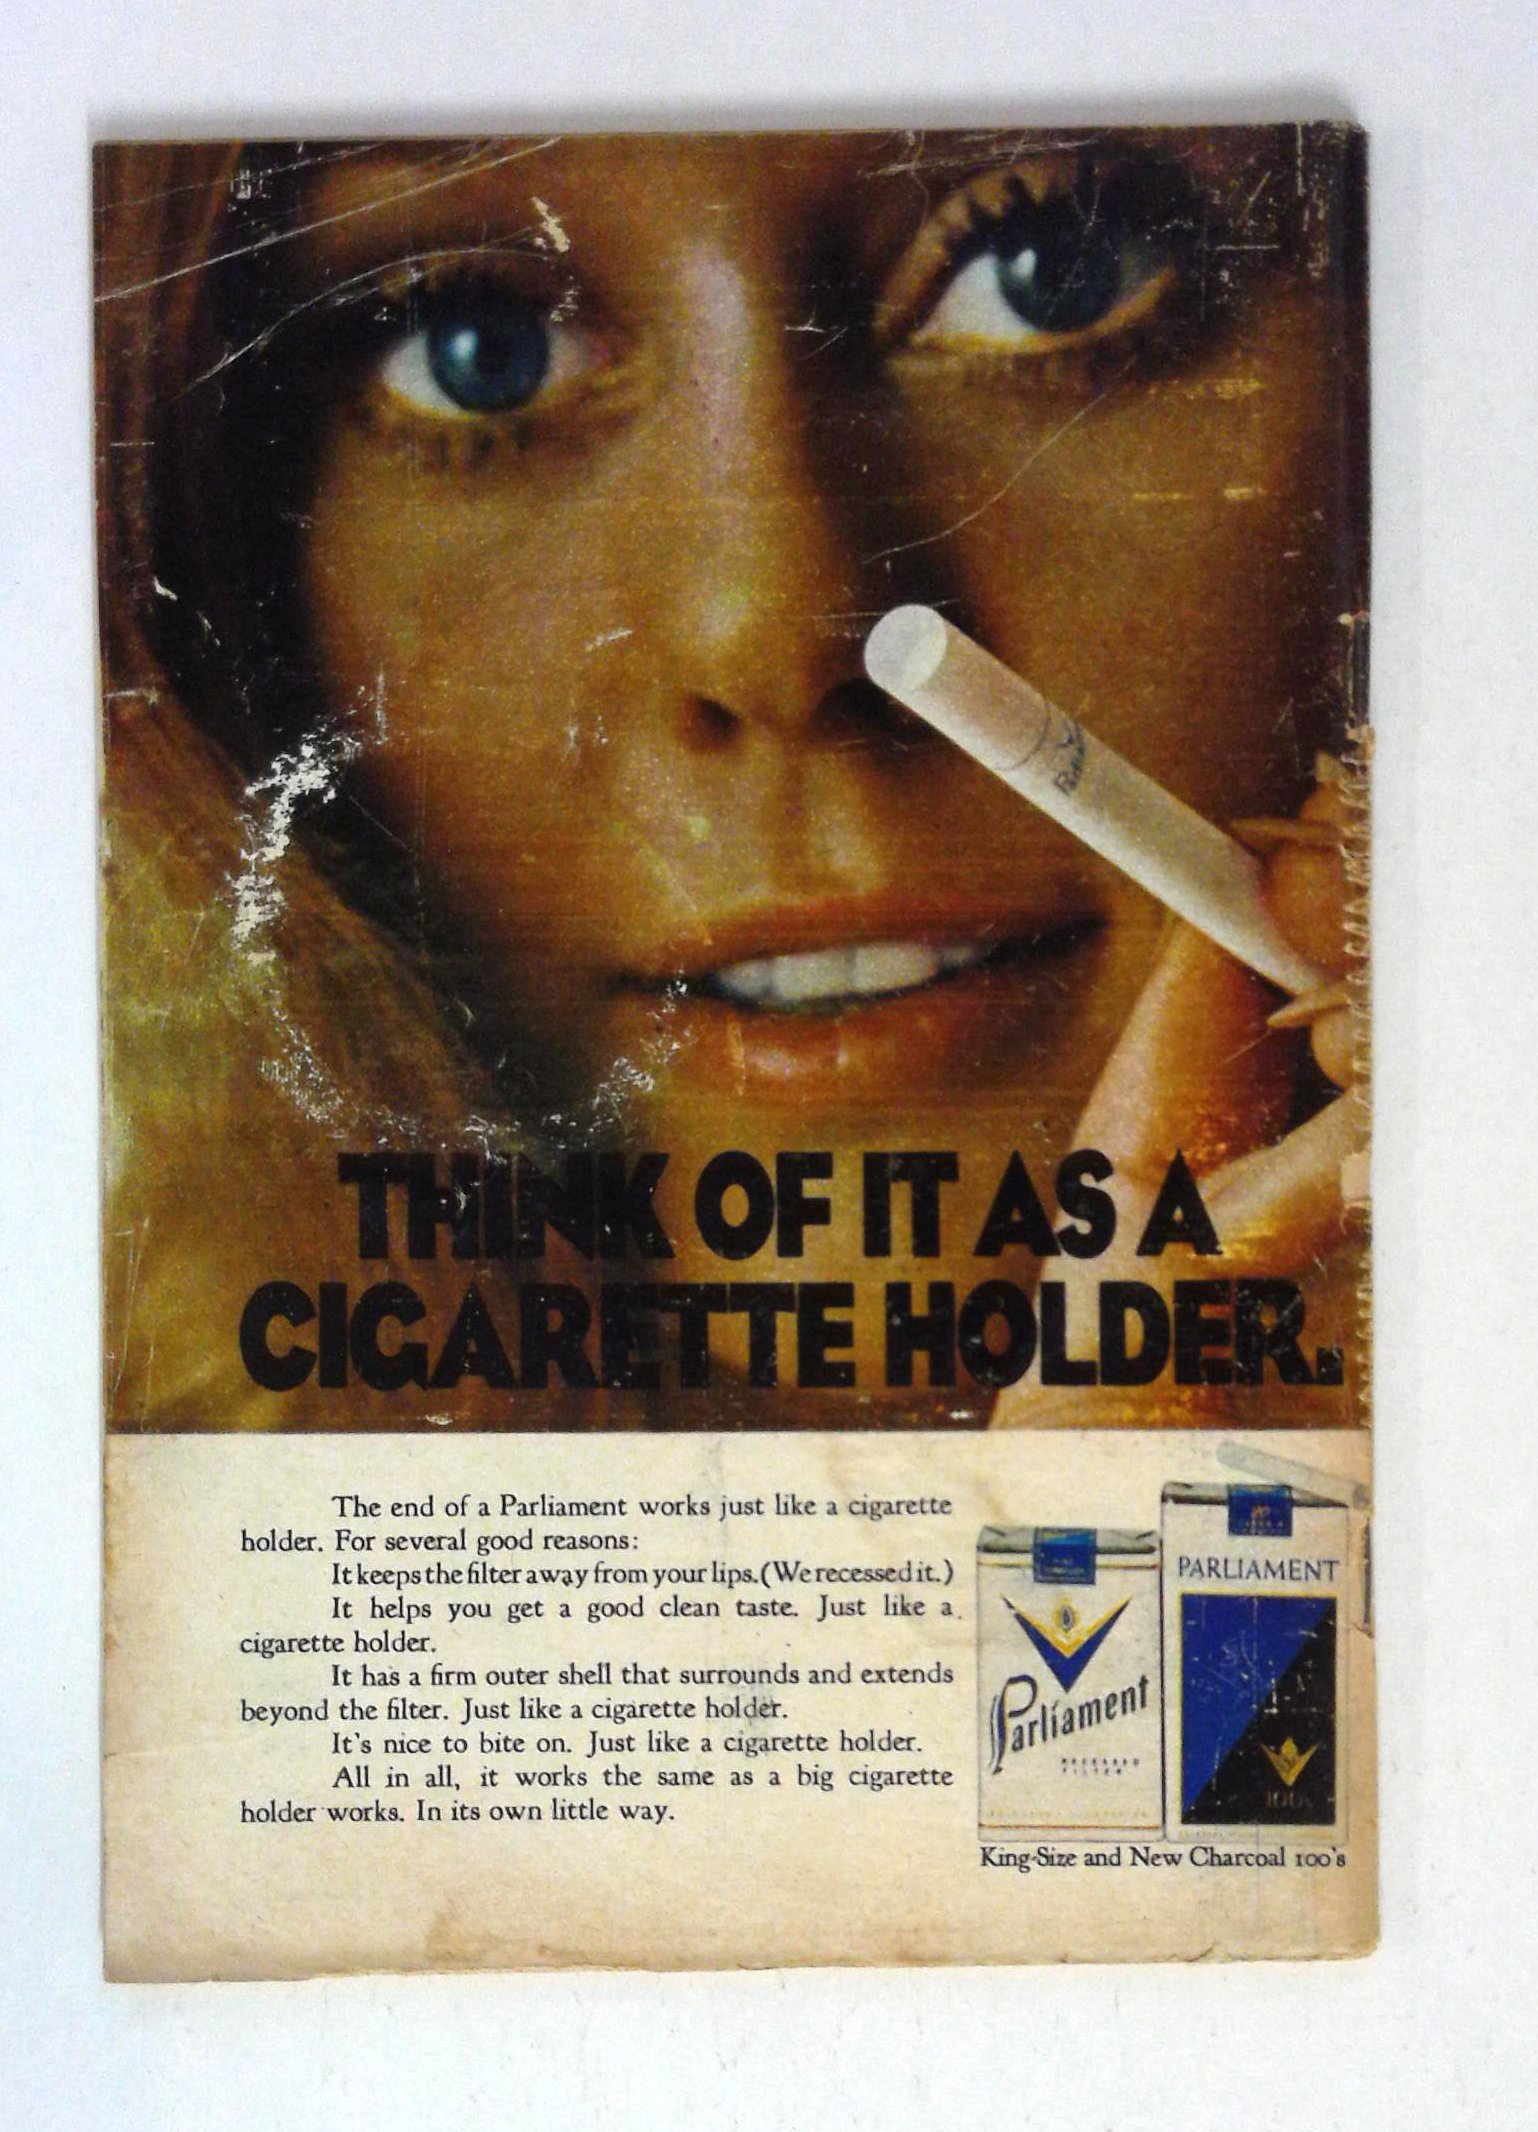 THINK OF IT AS A
CIGARETTE HOLDER.
The end of a Parliament works just like a cigarette
holder. For several good reasons:
It keeps the filter away from your lips. (We recessed it.)
It helps you get a good clean taste. Just like a
cigarette holder.
It has a firm outer shell that surrounds and extends
beyond the filter. Just like a cigarette holder.
It's nice to bite on. Just like a cigarette holder.
All in all, it works the same as a big cigarette
holder works. In its own little way.
Parliament
RECESSED
FILTER
PARLIAMENT
100's
King-Size and New Charcoal 100's